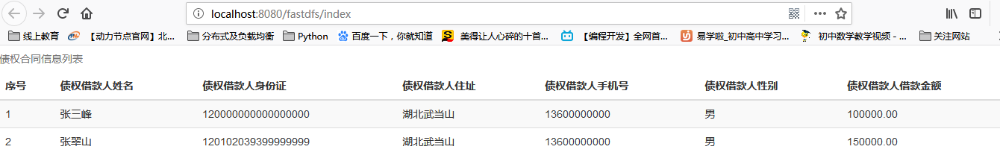 localhost:8080/fastdfs/index
线上教育 【动力节点官网】北... 分布式及负载均衡 Python 百度一下，你就知道 美得让人心碎的十首... 【编程开发】全网首... 易学啦_初中高中学习... 初中数学教学视频 - ... 关注网站
债权合同信息列表
序号 债权借款人姓名 债权借款人身份证 债权借款人住址 债权借款人手机号 债权借款人性别 债权借款人借款金额
1 张三峰 120000000000000000 湖北武当山 13600000000 男 100000.00
2 张翠山 120102039399999999 湖北武当山 13600000000 男 150000.00